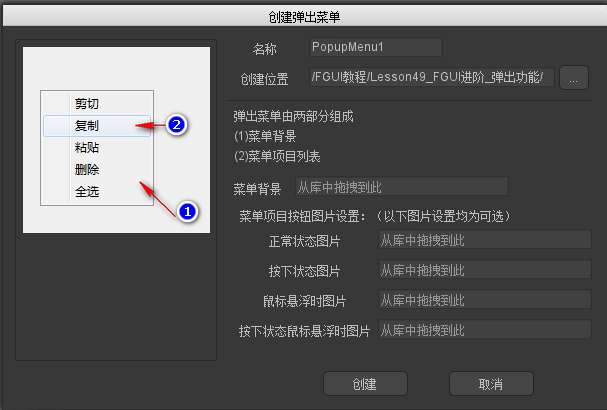 创建弹出菜单
剪切
复制
粘贴
删除
全选
2
1
名称 PopupMenu1
创建位置 /FGUI教程/Lesson49_FGUI进阶_弹出功能/ ...
弹出菜单由两部分组成
(1)菜单背景
(2)菜单项目列表
菜单背景 从库中拖拽到此
菜单项目按钮图片设置：（以下图片设置均为可选）
正常状态图片 从库中拖拽到此
按下状态图片 从库中拖拽到此
鼠标悬浮时图片 从库中拖拽到此
按下状态鼠标悬浮时图片 从库中拖拽到此
创建 取消